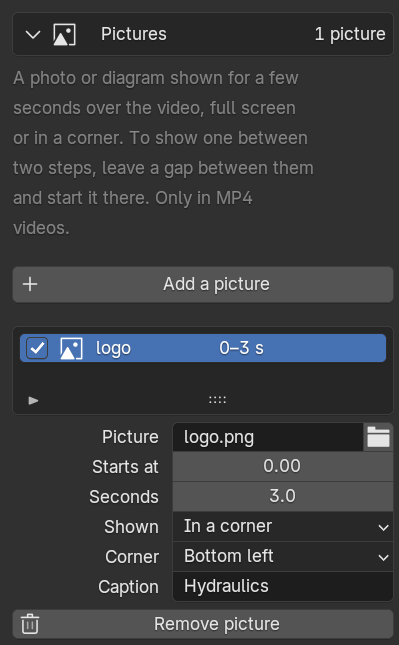 Pictures 1 picture
A photo or diagram shown for a few
seconds over the video, full screen
or in a corner. To show one between
two steps, leave a gap between them
and start it there. Only in MP4
videos.
Add a picture
logo 0–3 s
Picture logo.png
Starts at 0.00
Seconds 3.0
Shown In a corner
Corner Bottom left
Caption Hydraulics
Remove picture